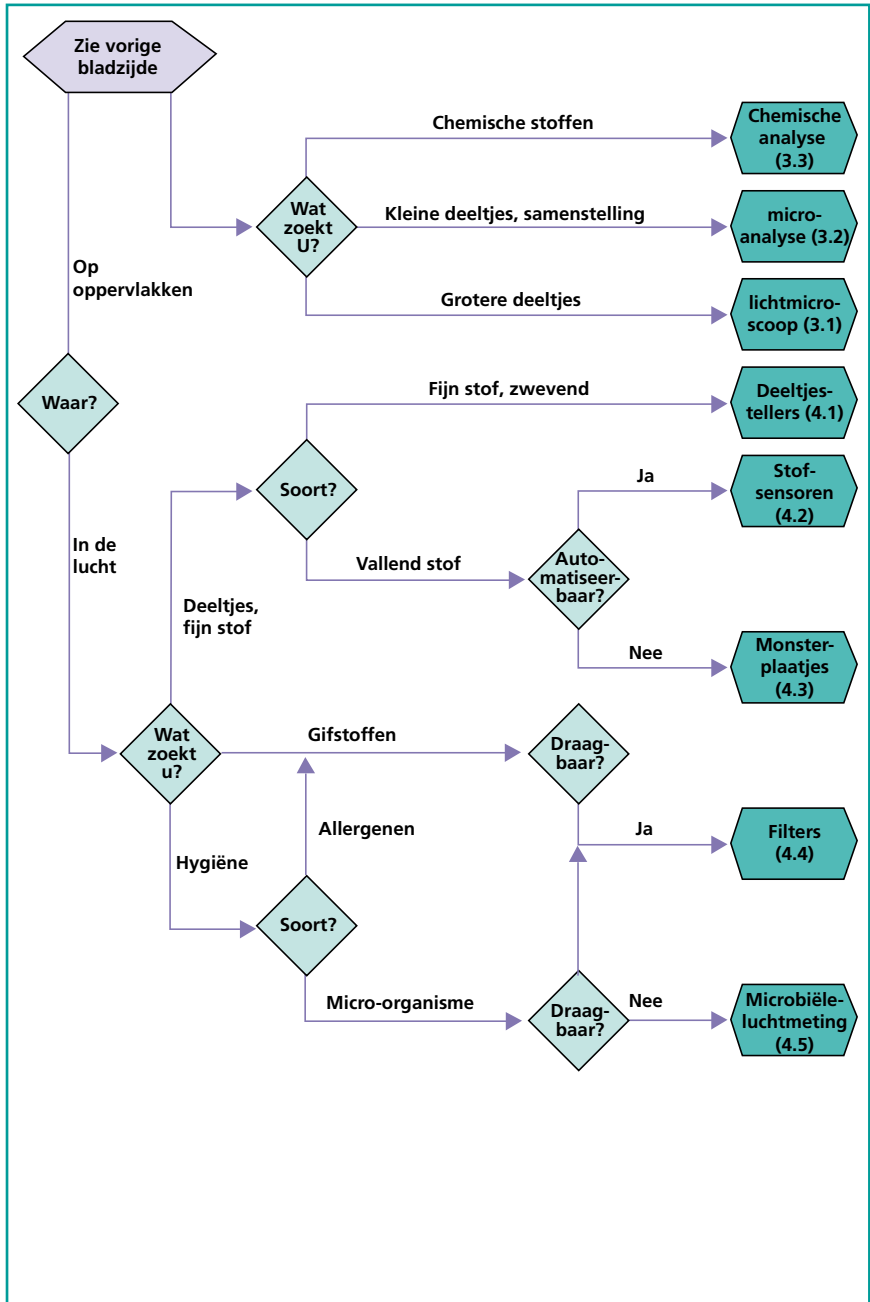 Zie vorige
bladzijde
Chemische stoffen
Chemische
analyse
(3.3)
Wat
zoekt
U?
Kleine deeltjes, samenstelling
micro-
analyse (3.2)
Op
oppervlakken
Grotere deeltjes
lichtmicro-
scoop (3.1)
Waar?
Fijn stof, zwevend
Deeltjes-
tellers (4.1)
Soort?
Ja
Stof-
sensoren
(4.2)
In de
lucht
Vallend stof
Auto-
matiseer-
baar?
Deeltjes,
fijn stof
Nee
Monster-
plaatjes
(4.3)
Wat
zoekt
u?
Gifstoffen
Draag-
baar?
Allergenen
Ja
Filters
(4.4)
Hygiëne
Soort?
Micro-organisme
Draag-
baar?
Nee
Microbiële-
luchtmeting
(4.5)